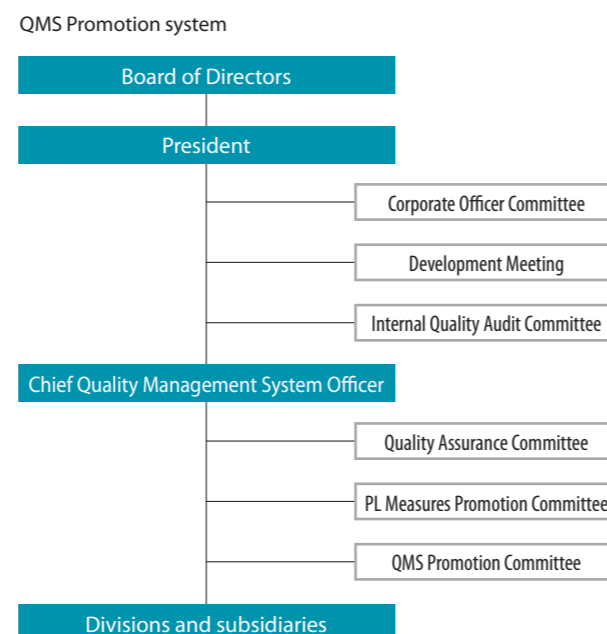 QMS Promotion system
Board of Directors
President
Corporate Officer Committee
Development Meeting
Internal Quality Audit Committee
Chief Quality Management System Officer
Quality Assurance Committee
PL Measures Promotion Committee
QMS Promotion Committee
Divisions and subsidiaries